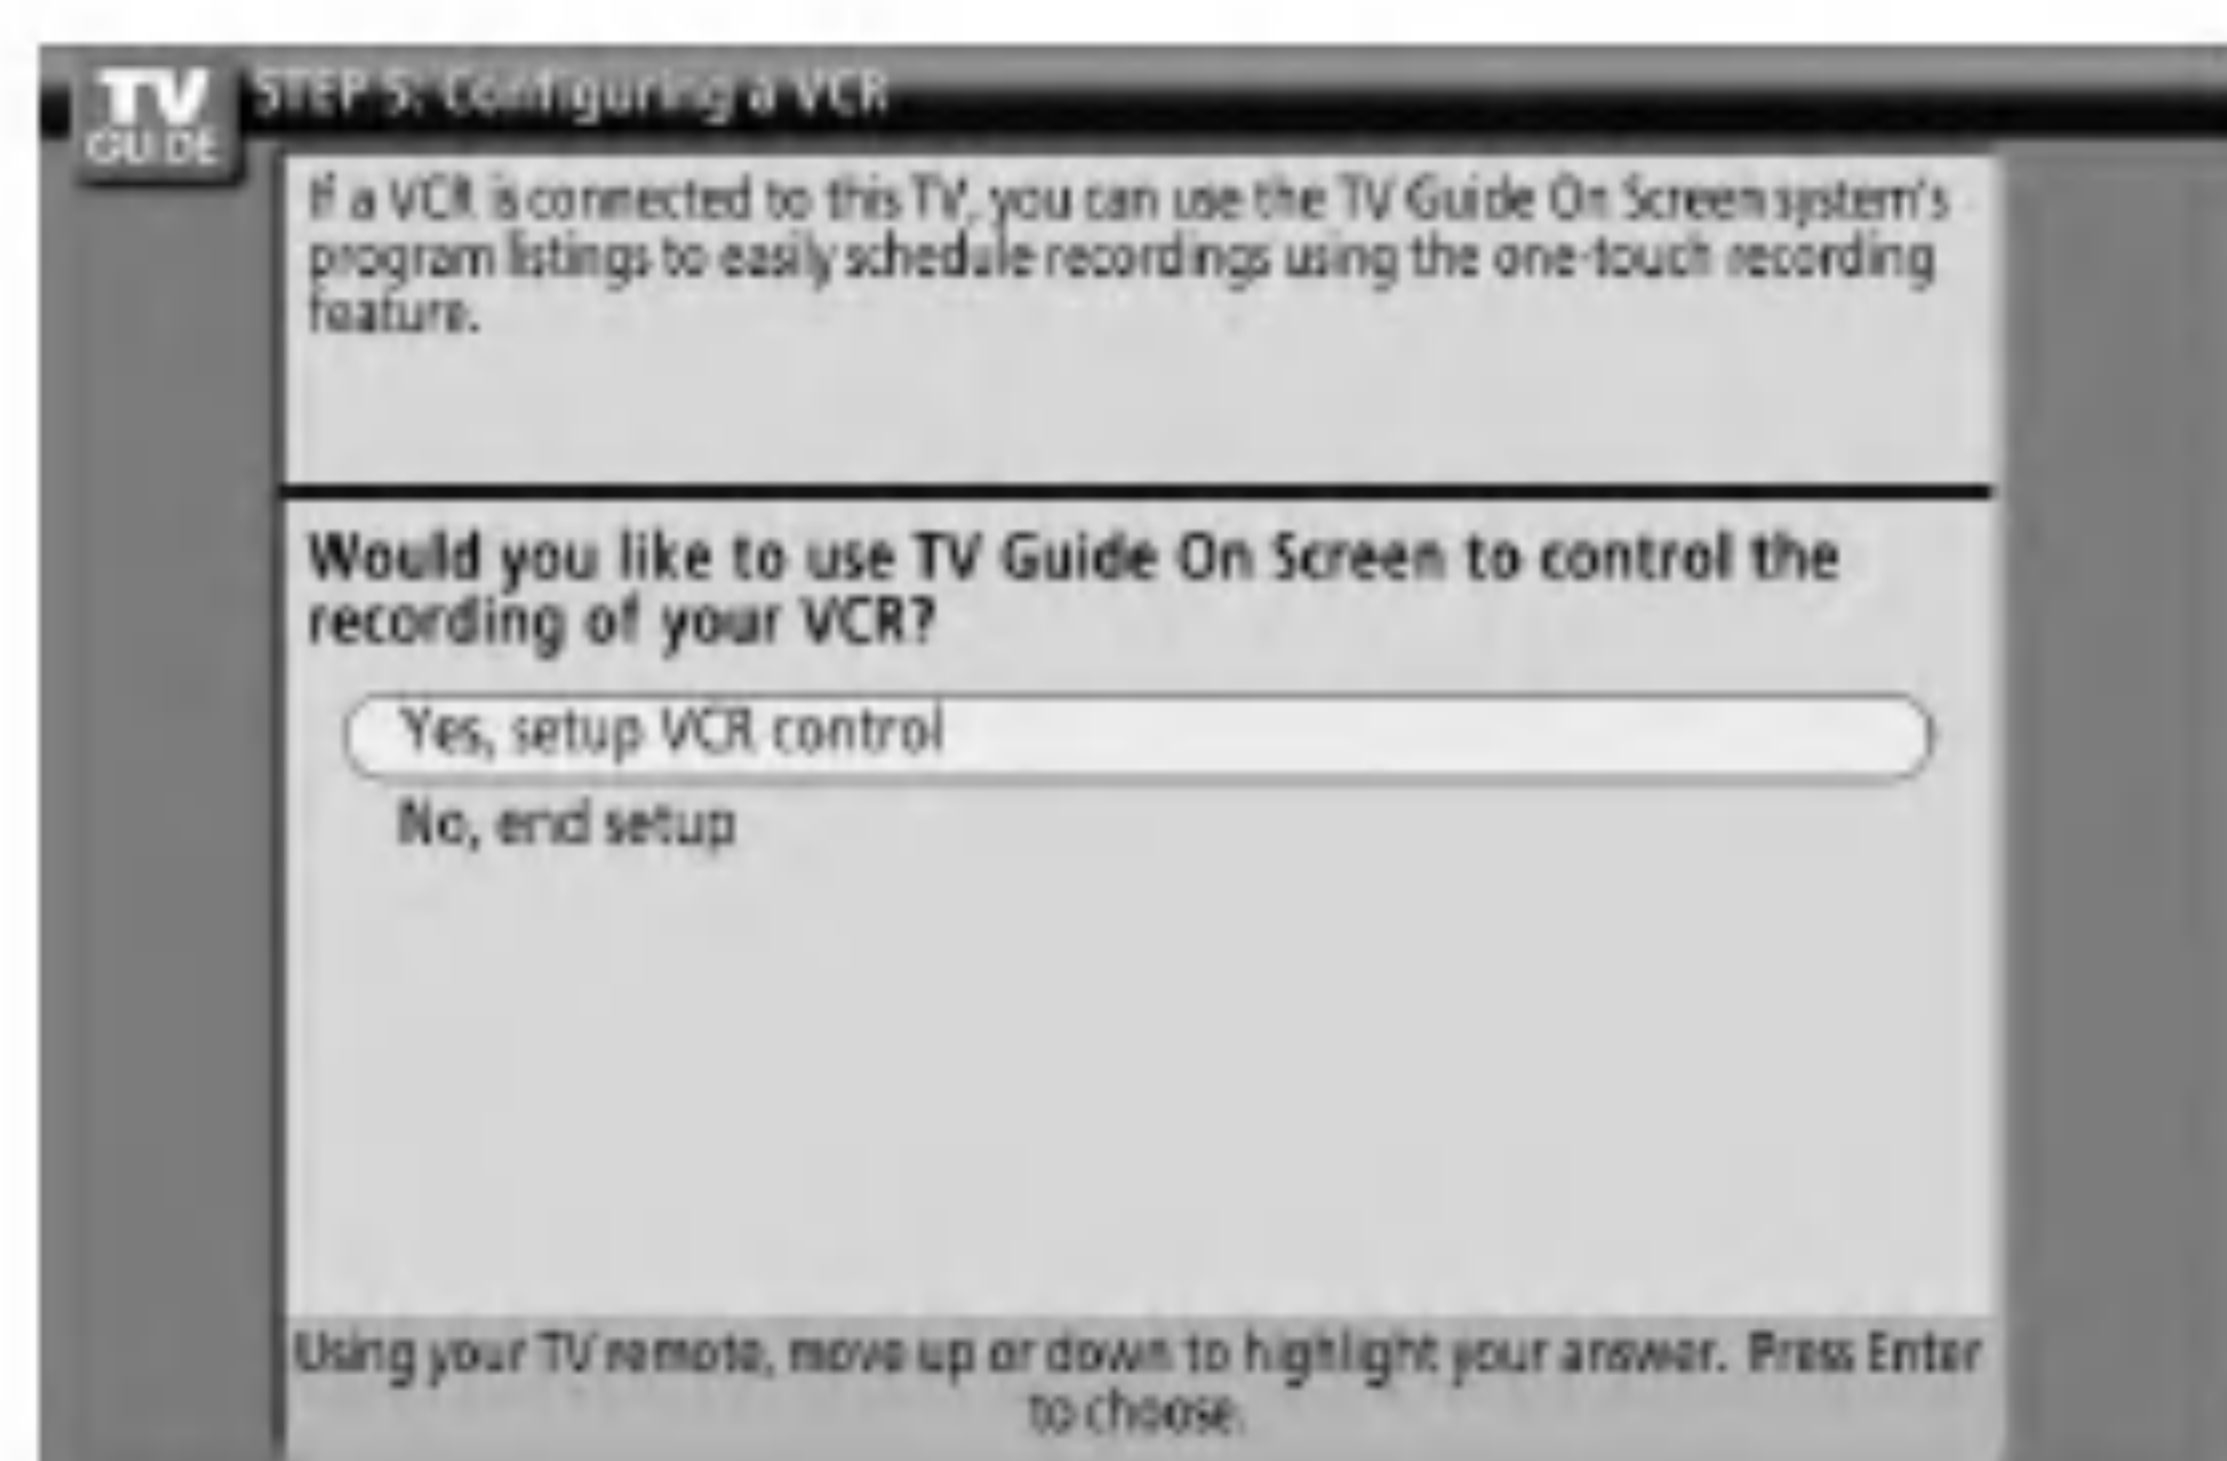 TV
GUIDE
STEP 5: Configuring a VCR
If a VCR is connected to this TV, you can use the TV Guide On Screen system's
program listings to easily schedule recordings using the one-touch recording
feature.
Would you like to use TV Guide On Screen to control the
recording of your VCR?
Yes, setup VCR control
No, end setup
Using your TV remote, move up or down to highlight your answer. Press Enter
to choose.